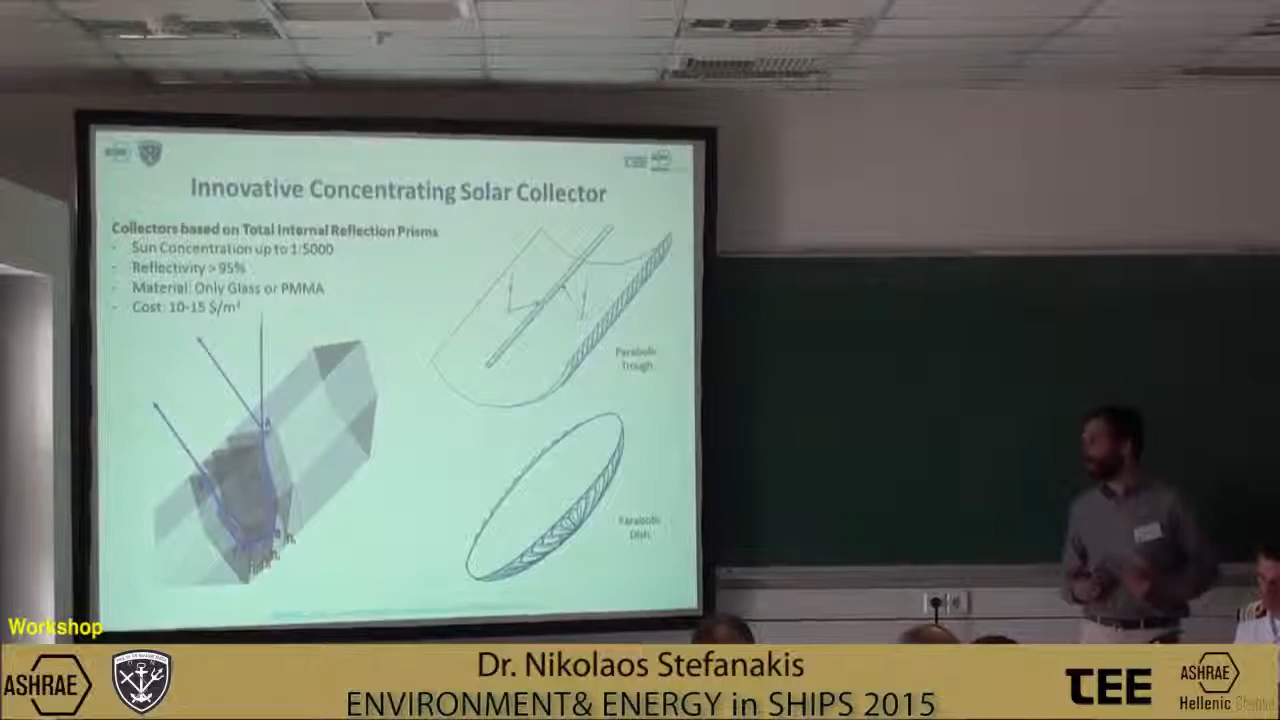 Innovative Concentrating Solar Collector
Collectors based on Total Internal Reflection Prisms
- Sun Concentration up to 1:5000
- Reflectivity > 95%
- Material: Only Glass or PMMA
- Cost: 10-15 $/m²
Parabolic
Trough
Parabolic
Dish
Workshop
ASHRAE
Dr. Nikolaos Stefanakis
ENVIRONMENT& ENERGY in SHIPS 2015
TEE
ASHRAE
Hellenic Chapter